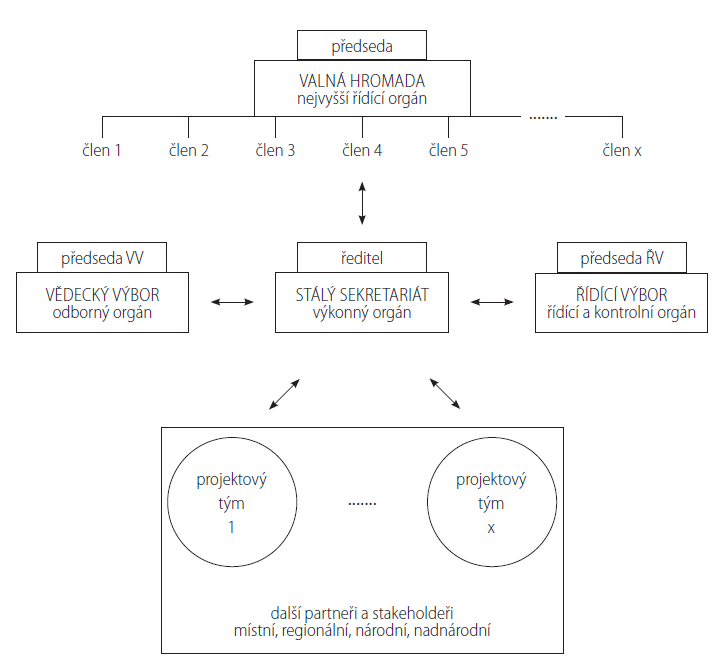 předseda
VALNÁ HROMADA
nejvyšší řídící orgán
.......
člen 1
člen 2
člen 3
člen 4
člen 5
člen x
předseda VV
VĚDECKÝ VÝBOR
odborný orgán
ředitel
STÁLÝ SEKRETARIÁT
výkonný orgán
předseda ŘV
ŘÍDÍCÍ VÝBOR
řídící a kontrolní orgán
projektový
tým
1
.......
projektový
tým
x
další partneři a stakeholdeři
místní, regionální, národní, nadnárodní